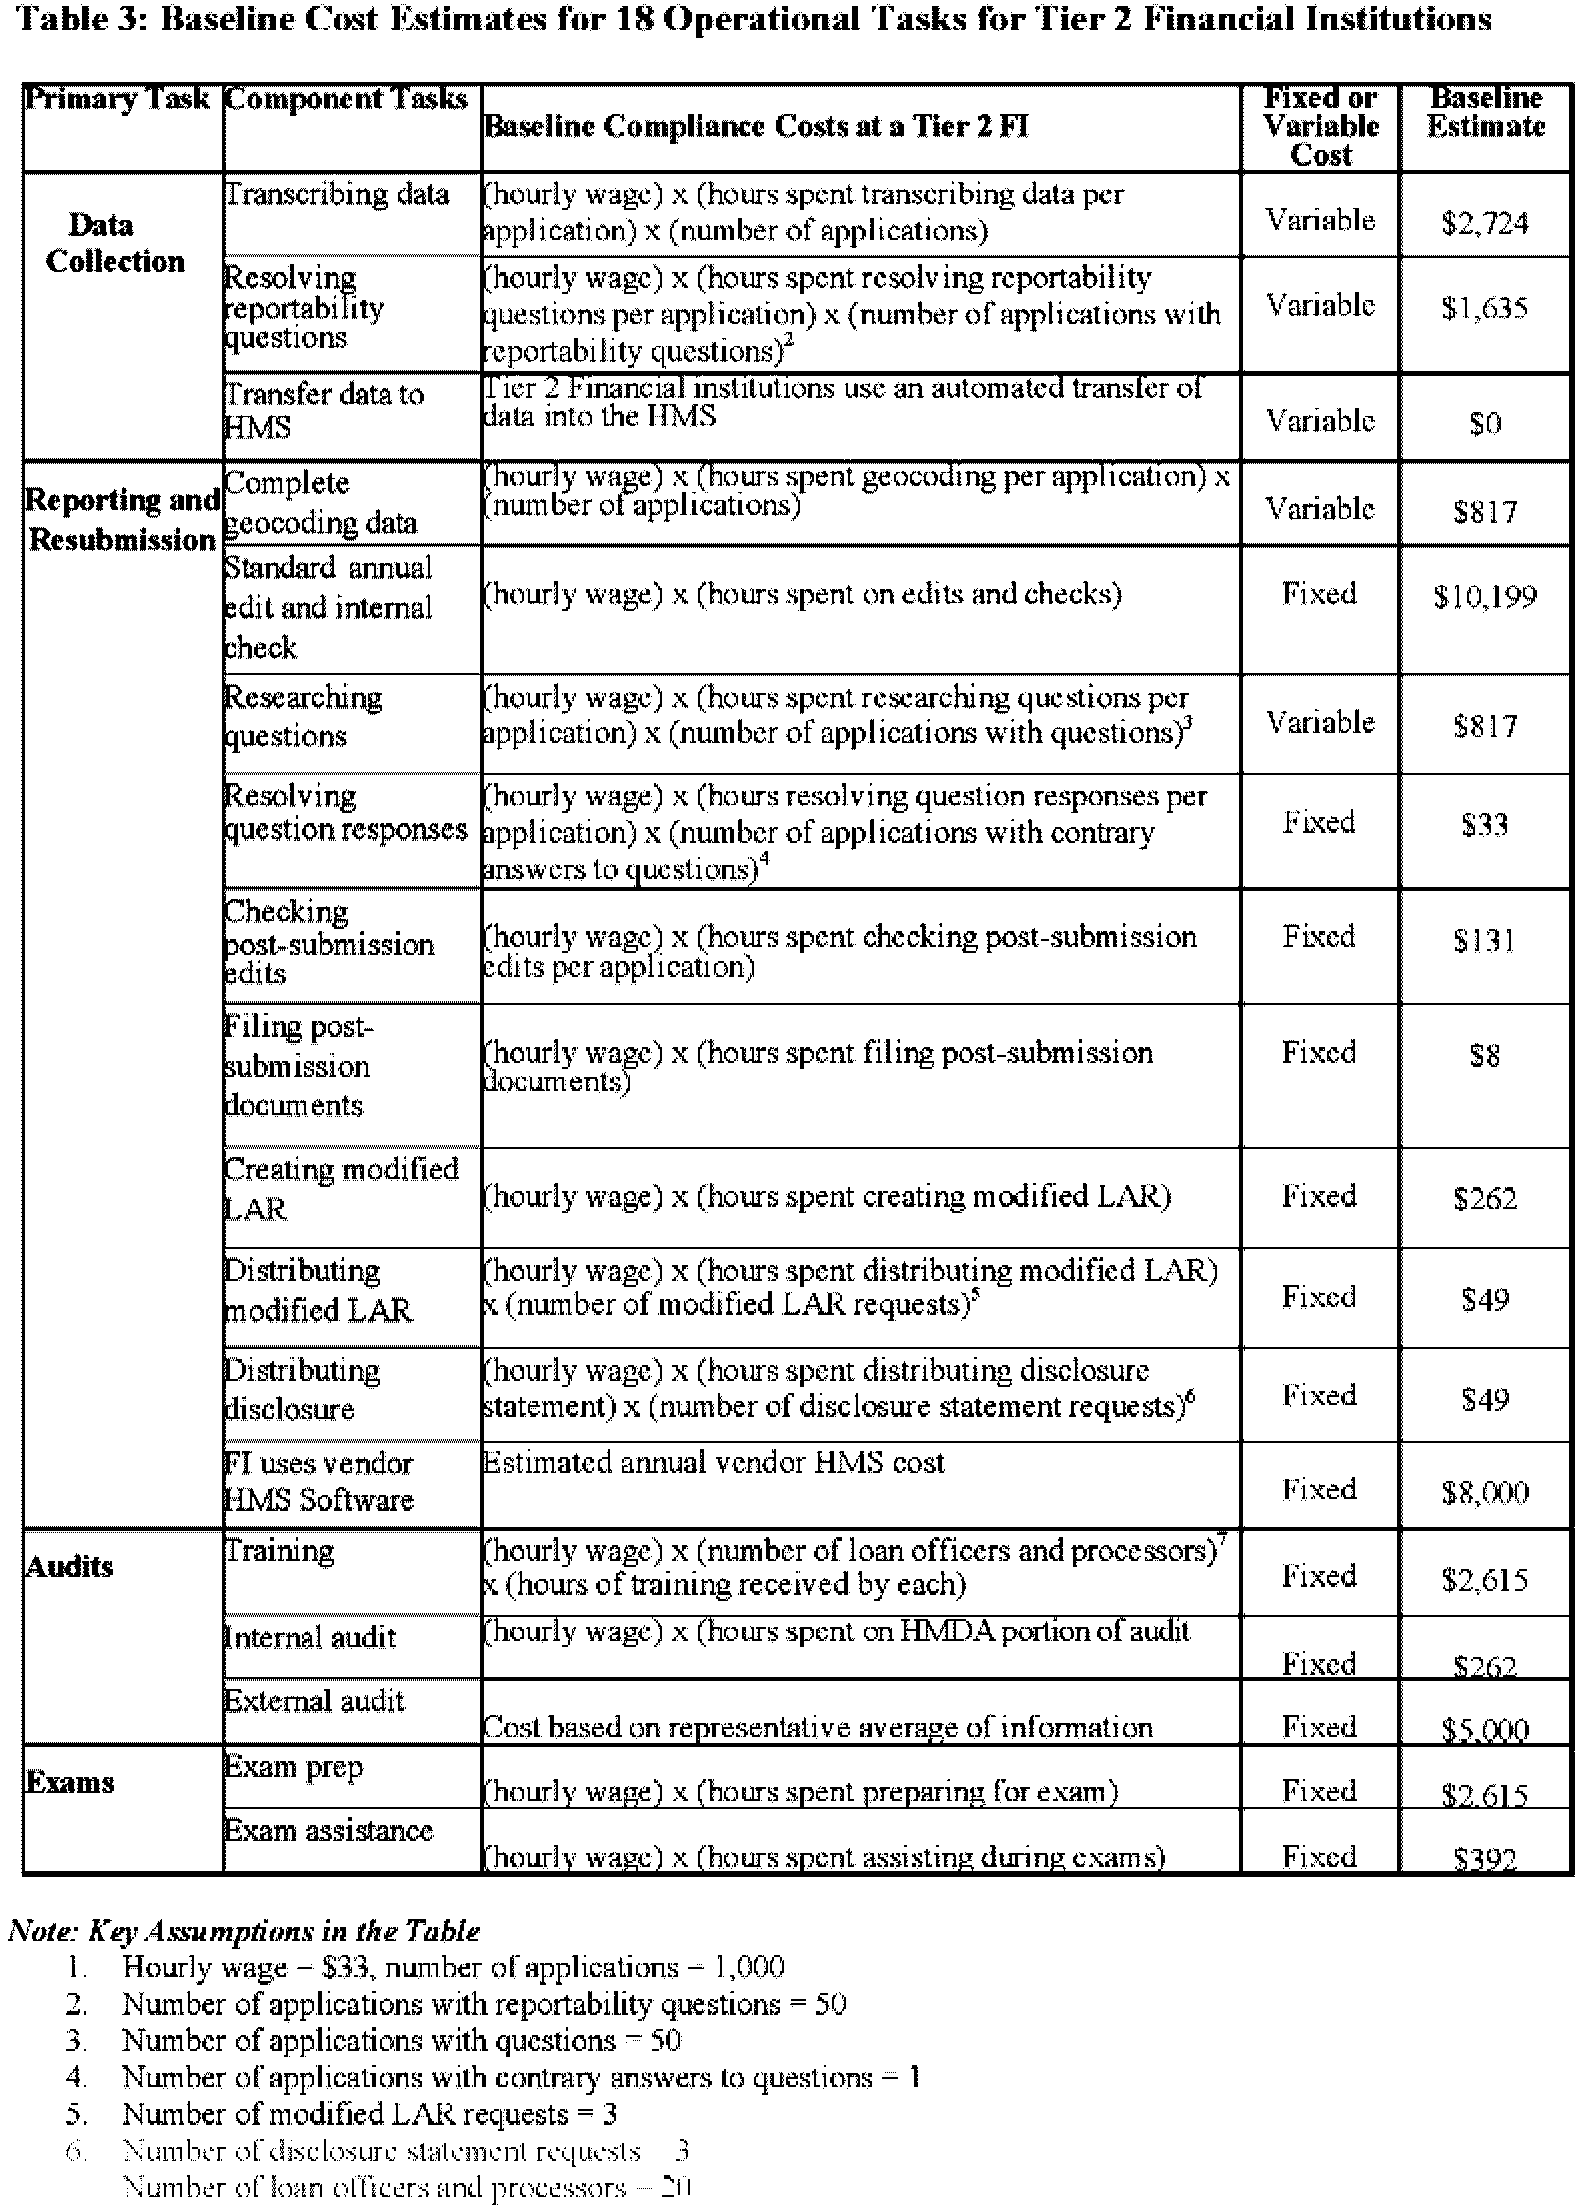 Table 3: Baseline Cost Estimates for 18 Operational Tasks for Tier 2 Financial Institutions
Primary Task
Component Tasks
Baseline Compliance Costs at a Tier 2 FI
Fixed or
Variable
Cost
Baseline
Estimate
Data
Collection
Transcribing data
(hourly wage) x (hours spent transcribing data per
application) x (number of applications)
Variable
$2,724
Resolving
reportability
questions
(hourly wage) x (hours spent resolving reportability
questions per application) x (number of applications with
reportability questions)2
Variable
$1,635
Transfer data to
HMS
Tier 2 Financial institutions use an automated transfer of
data into the HMS
Variable
$0
Reporting and
Resubmission
Complete
geocoding data
(hourly wage) x (hours spent geocoding per application) x
(number of applications)
Variable
$817
Standard annual
edit and internal
check
(hourly wage) x (hours spent on edits and checks)
Fixed
$10,199
Researching
questions
(hourly wage) x (hours spent researching questions per
application) x (number of applications with questions)3
Variable
$817
Resolving
question responses
(hourly wage) x (hours resolving question responses per
application) x (number of applications with contrary
answers to questions)4
Fixed
$33
Checking
post-submission
edits
(hourly wage) x (hours spent checking post-submission
edits per application)
Fixed
$131
Filing post-
submission
documents
(hourly wage) x (hours spent filing post-submission
documents)
Fixed
$8
Creating modified
LAR
(hourly wage) x (hours spent creating modified LAR)
Fixed
$262
Distributing
modified LAR
(hourly wage) x (hours spent distributing modified LAR)
x (number of modified LAR requests)5
Fixed
$49
Distributing
disclosure
(hourly wage) x (hours spent distributing disclosure
statement) x (number of disclosure statement requests)6
Fixed
$49
FI uses vendor
HMS Software
Estimated annual vendor HMS cost
Fixed
$8,000
Audits
Training
(hourly wage) x (number of loan officers and processors)7
x (hours of training received by each)
Fixed
$2,615
Internal audit
(hourly wage) x (hours spent on HMDA portion of audit
Fixed
$262
External audit
Cost based on representative average of information
Fixed
$5,000
Exams
Exam prep
(hourly wage) x (hours spent preparing for exam)
Fixed
$2,615
Exam assistance
(hourly wage) x (hours spent assisting during exams)
Fixed
$392
Note: Key Assumptions in the Table
1. Hourly wage = $33, number of applications = 1,000
2. Number of applications with reportability questions = 50
3. Number of applications with questions = 50
4. Number of applications with contrary answers to questions = 1
5. Number of modified LAR requests = 3
6. Number of disclosure statement requests 3
Number of loan officers and processors = 20